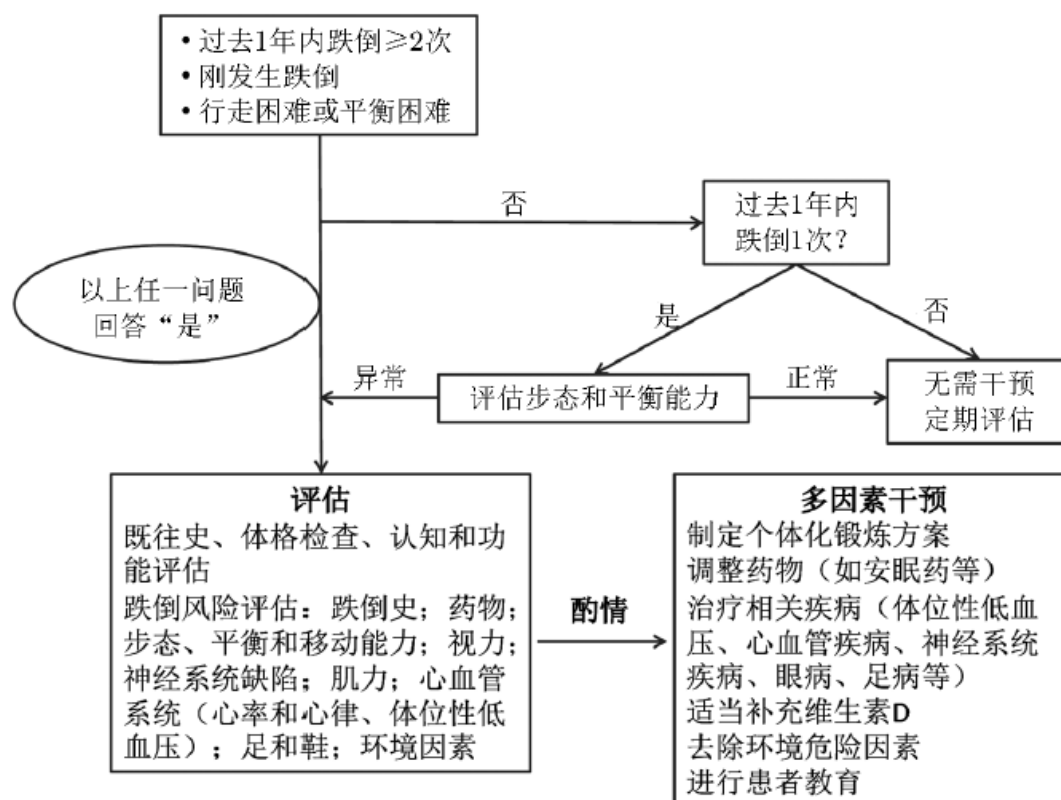 • 过去1年内跌倒≥2次
• 刚发生跌倒
• 行走困难或平衡困难
否
过去1年内
跌倒1次？
以上任一问题
回答“是”
是
否
异常
评估步态和平衡能力
正常
无需干预
定期评估
评估
既往史、体格检查、认知和功
能评估
跌倒风险评估：跌倒史；药物；
步态、平衡和移动能力；视力；
神经系统缺陷；肌力；心血管
系统（心率和心律、体位性低
血压）；足和鞋；环境因素
酌情
多因素干预
制定个体化锻炼方案
调整药物（如安眠药等）
治疗相关疾病（体位性低血
压、心血管疾病、神经系统
疾病、眼病、足病等）
适当补充维生素D
去除环境危险因素
进行患者教育